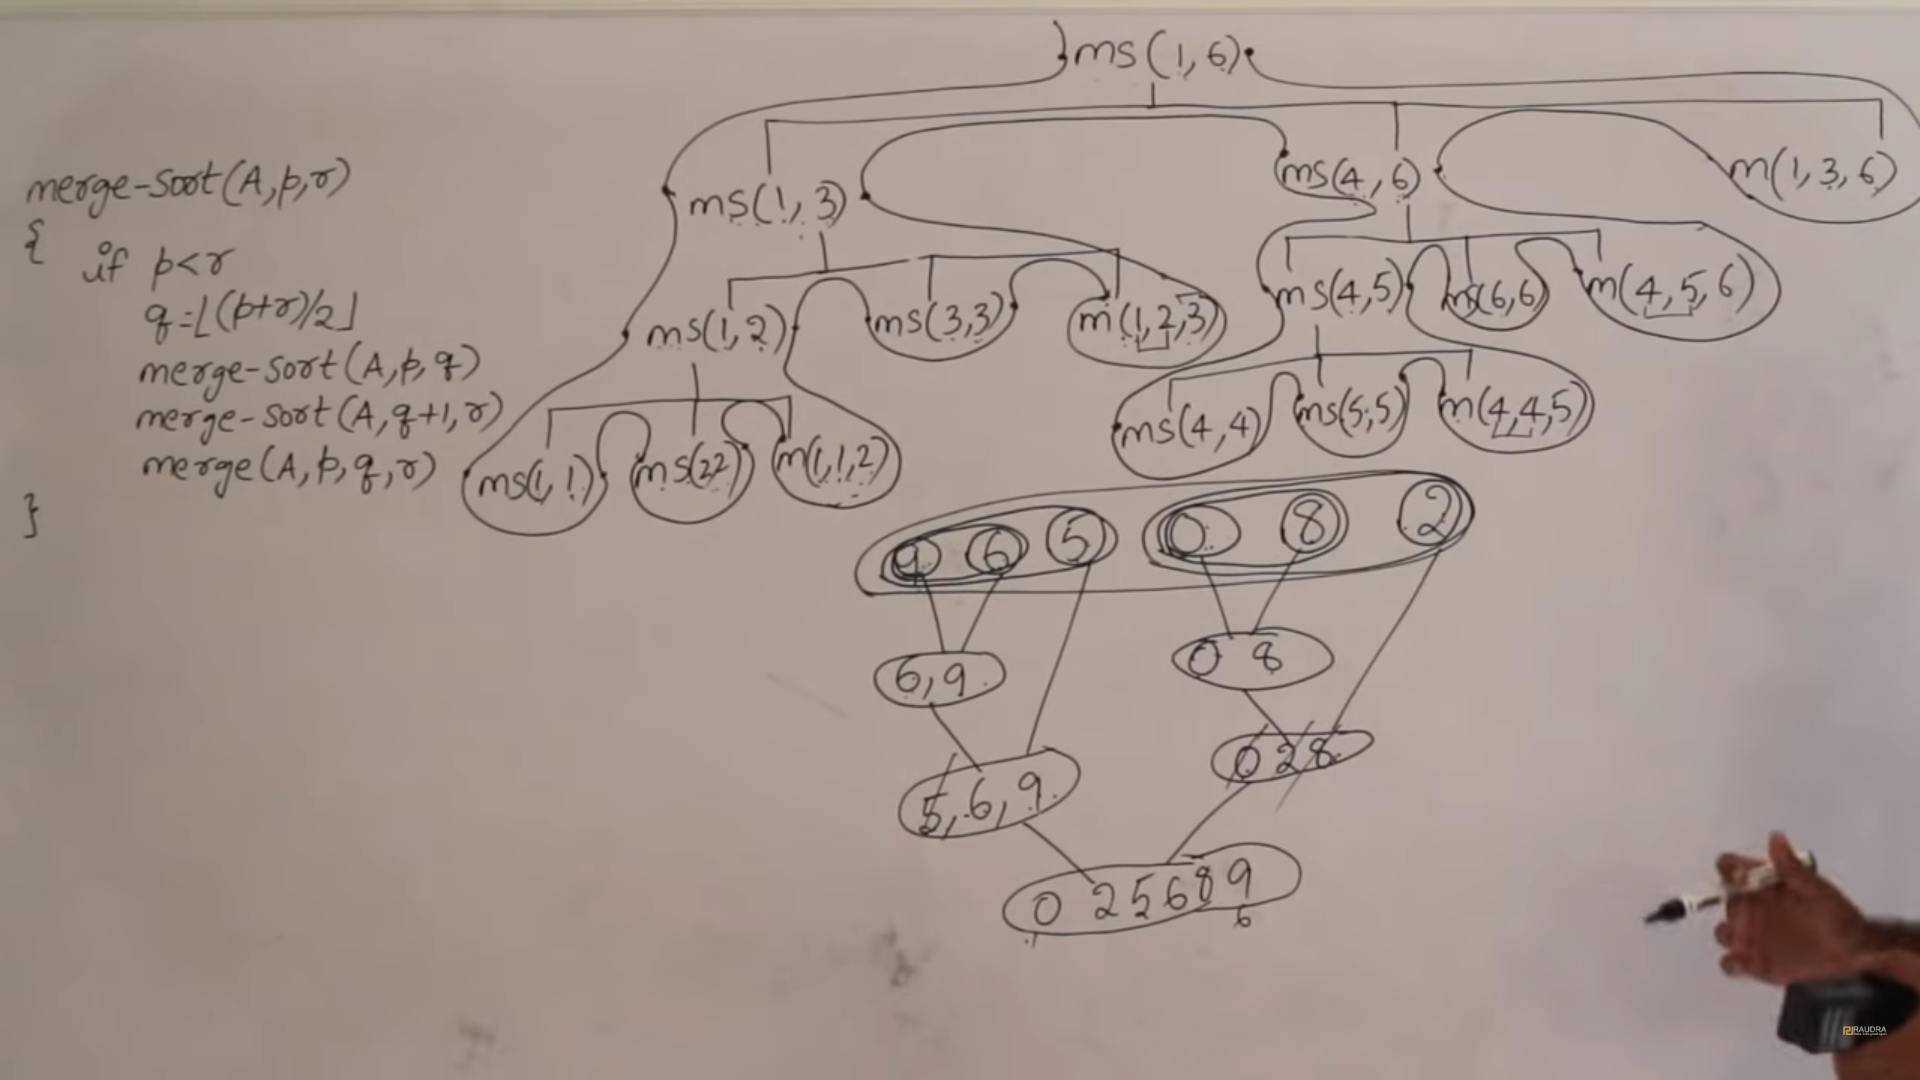 merge-sort(A,p,r)
{
if p<r
q=⌊(p+r)/2⌋
merge-sort(A,p,q)
merge-sort(A,q+1,r)
merge(A,p,q,r)
}
ms(1,6)
ms(1,3) ms(4,6) m(1,3,6)
ms(1,2) ms(3,3) m(1,2,3) ms(4,5) ms(6,6) m(4,5,6)
ms(1,1) ms(22) m(1,1,2) ms(4,4) ms(5,5) m(4,4,5)
9 6 5 0 8 2
6,9 0 8
5,6,9 0 2 8
0 2 5 6 8 9
6
RAUDRA